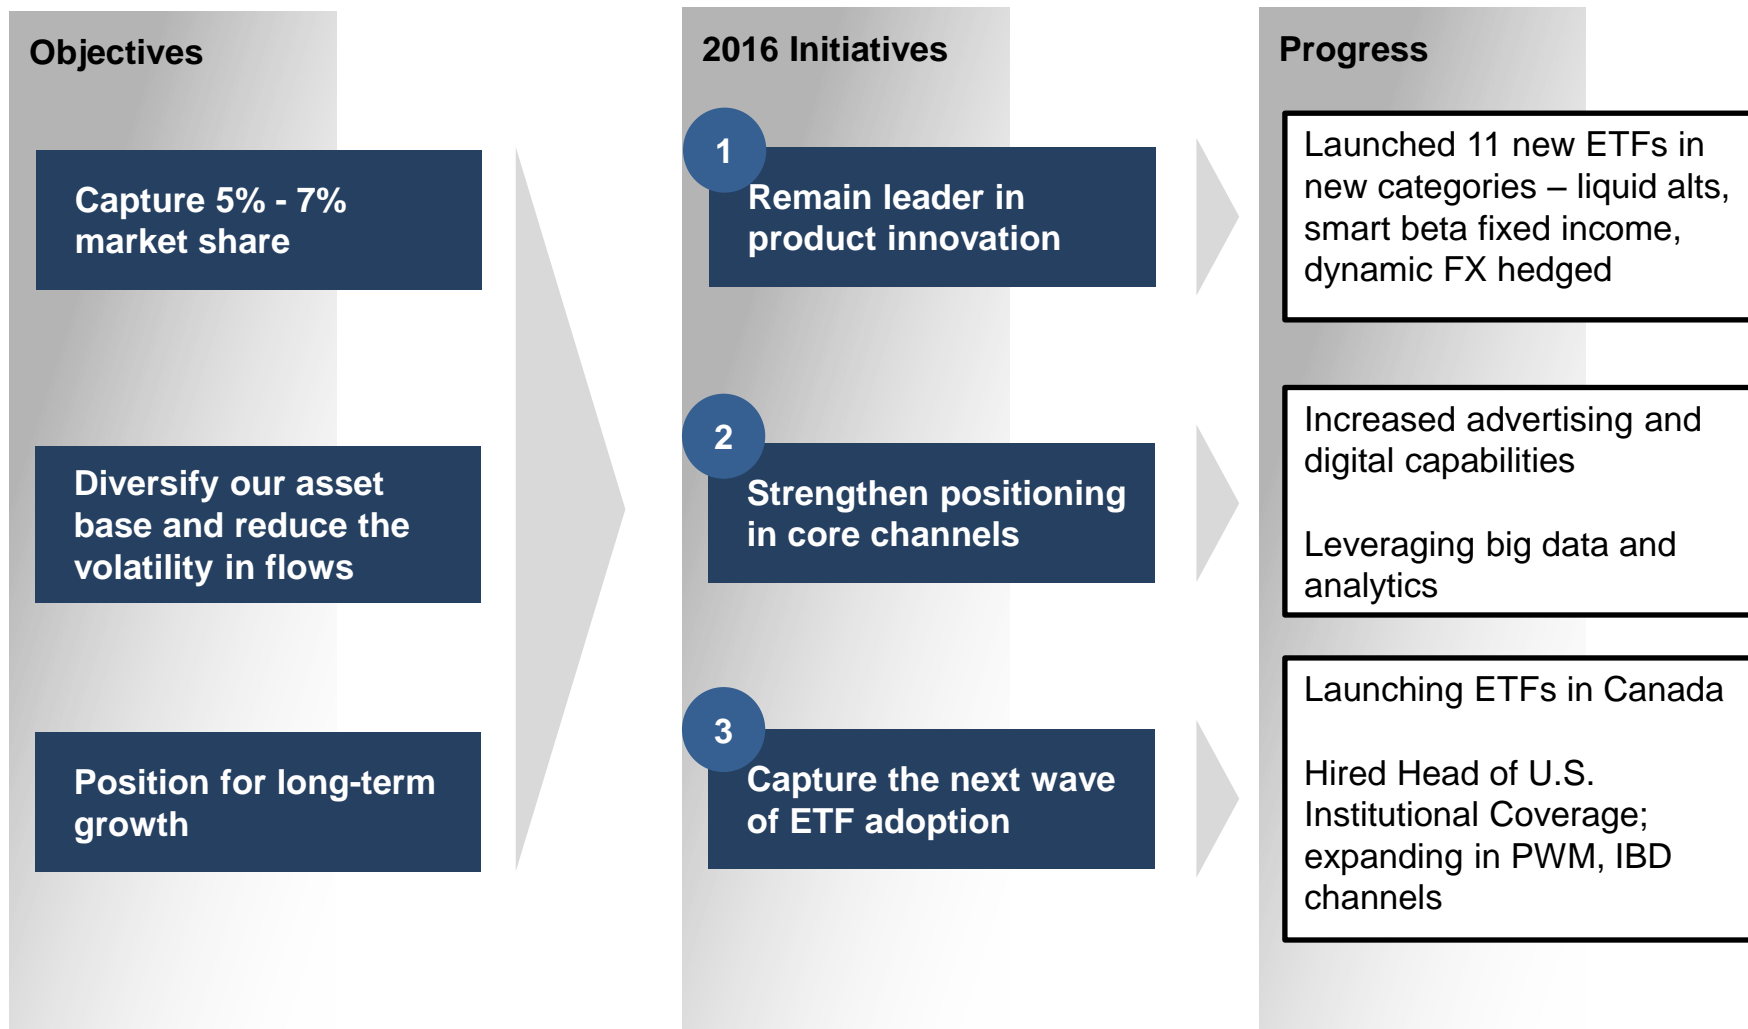 Objectives
Capture 5% - 7%
market share
Diversify our asset
base and reduce the
volatility in flows
Position for long-term
growth
2016 Initiatives
1
Remain leader in
product innovation
2
Strengthen positioning
in core channels
3
Capture the next wave
of ETF adoption
Progress
Launched 11 new ETFs in
new categories – liquid alts,
smart beta fixed income,
dynamic FX hedged
Increased advertising and
digital capabilities
Leveraging big data and
analytics
Launching ETFs in Canada
Hired Head of U.S.
Institutional Coverage;
expanding in PWM, IBD
channels